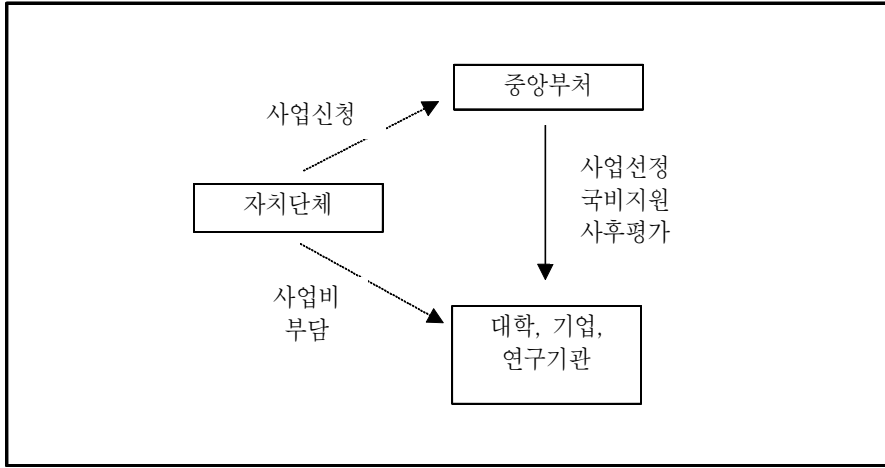 중앙부처
사업신청
사업선정
국비지원
사후평가
자치단체
사업비
부담
대학, 기업,
연구기관